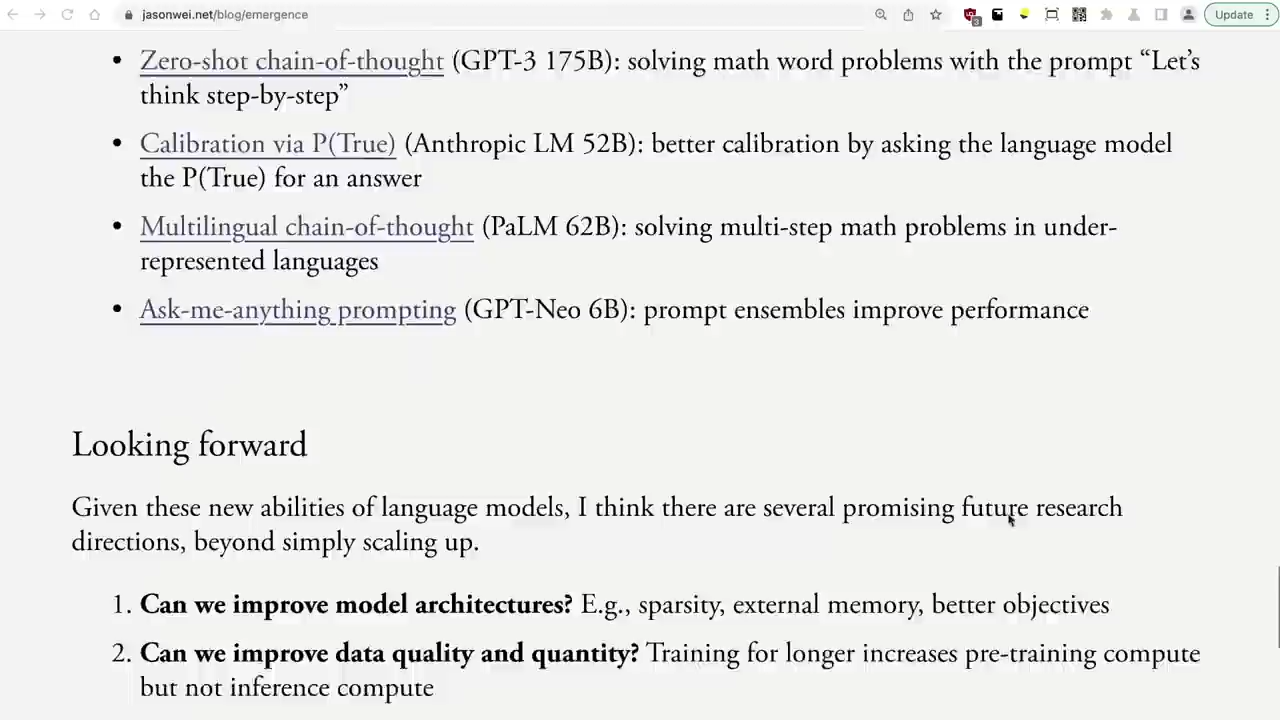 jasonwei.net/blog/emergence
3
Update
• Zero-shot chain-of-thought (GPT-3 175B): solving math word problems with the prompt “Let’s
think step-by-step”
• Calibration via P(True) (Anthropic LM 52B): better calibration by asking the language model
the P(True) for an answer
• Multilingual chain-of-thought (PaLM 62B): solving multi-step math problems in under-
represented languages
• Ask-me-anything prompting (GPT-Neo 6B): prompt ensembles improve performance
Looking forward
Given these new abilities of language models, I think there are several promising future research
directions, beyond simply scaling up.
1. Can we improve model architectures? E.g., sparsity, external memory, better objectives
2. Can we improve data quality and quantity? Training for longer increases pre-training compute
but not inference compute